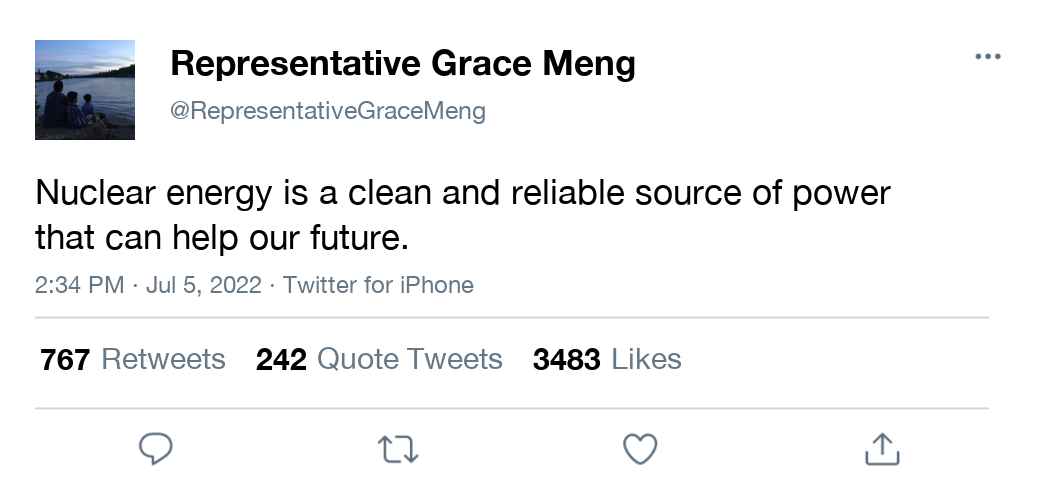 Representative Grace Meng
@RepresentativeGraceMeng
Nuclear energy is a clean and reliable source of power
that can help our future.
2:34 PM · Jul 5, 2022 · Twitter for iPhone
767 Retweets 242 Quote Tweets 3483 Likes